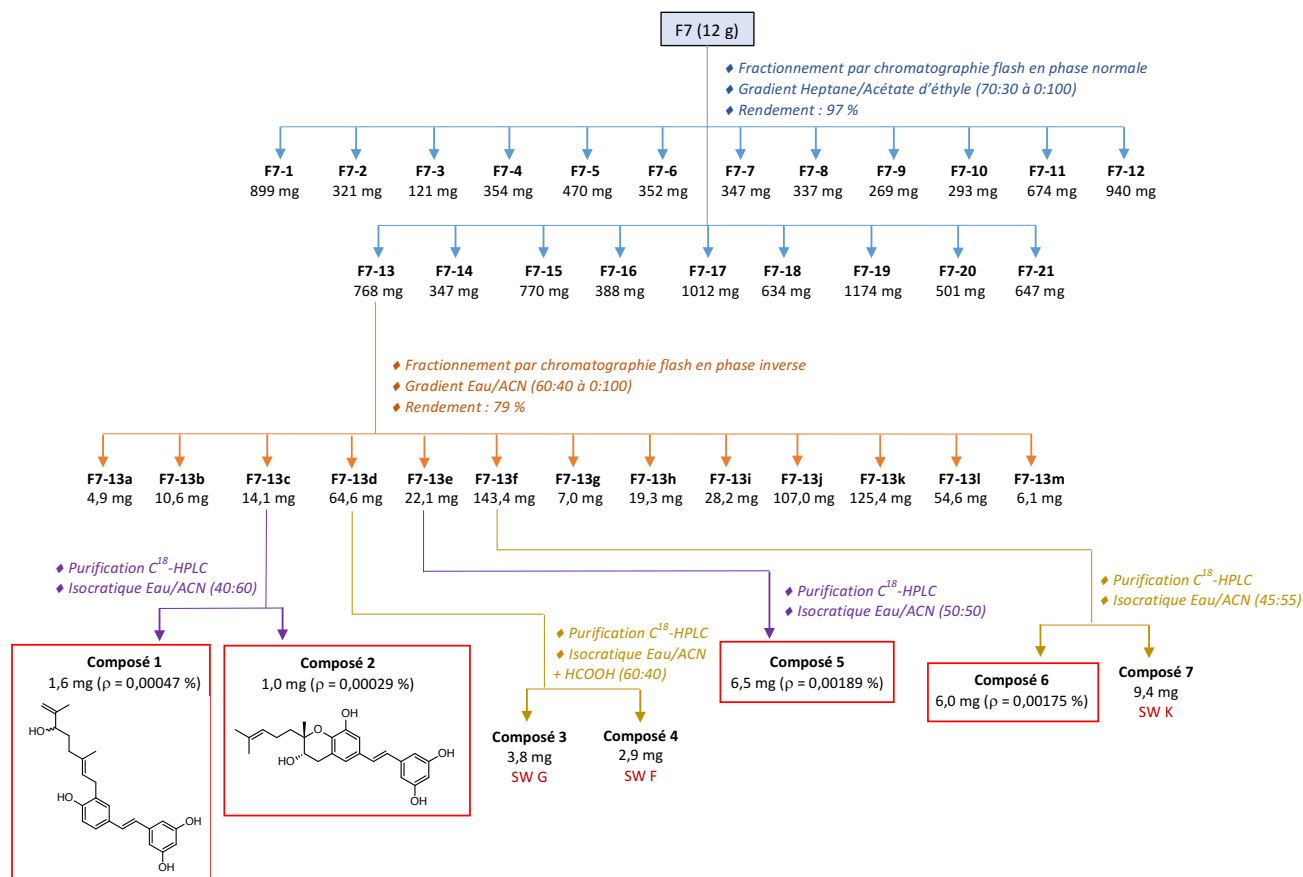 F7 (12 g)
♦ Fractionnement par chromatographie flash en phase normale
♦ Gradient Heptane/Acétate d'éthyle (70:30 à 0:100)
♦ Rendement : 97 %
F7-1 F7-2 F7-3 F7-4 F7-5 F7-6 F7-7 F7-8 F7-9 F7-10 F7-11 F7-12
899 mg 321 mg 121 mg 354 mg 470 mg 352 mg 347 mg 337 mg 269 mg 293 mg 674 mg 940 mg
F7-13 F7-14 F7-15 F7-16 F7-17 F7-18 F7-19 F7-20 F7-21
768 mg 347 mg 770 mg 388 mg 1012 mg 634 mg 1174 mg 501 mg 647 mg
♦ Fractionnement par chromatographie flash en phase inverse
♦ Gradient Eau/ACN (60:40 à 0:100)
♦ Rendement : 79 %
F7-13a F7-13b F7-13c F7-13d F7-13e F7-13f F7-13g F7-13h F7-13i F7-13j F7-13k F7-13l F7-13m
4,9 mg 10,6 mg 14,1 mg 64,6 mg 22,1 mg 143,4 mg 7,0 mg 19,3 mg 28,2 mg 107,0 mg 125,4 mg 54,6 mg 6,1 mg
♦ Purification C18-HPLC
♦ Isocratique Eau/ACN (40:60)
♦ Purification C18-HPLC
♦ Isocratique Eau/ACN
+ HCOOH (60:40)
♦ Purification C18-HPLC
♦ Isocratique Eau/ACN (50:50)
♦ Purification C18-HPLC
♦ Isocratique Eau/ACN (45:55)
Composé 1
1,6 mg (ρ = 0,00047 %)
HO
HO
OH
OH
Composé 2
1,0 mg (ρ = 0,00029 %)
OH
O
HO
OH
OH
Composé 3
3,8 mg
SW G
Composé 4
2,9 mg
SW F
Composé 5
6,5 mg (ρ = 0,00189 %)
Composé 6
6,0 mg (ρ = 0,00175 %)
Composé 7
9,4 mg
SW K